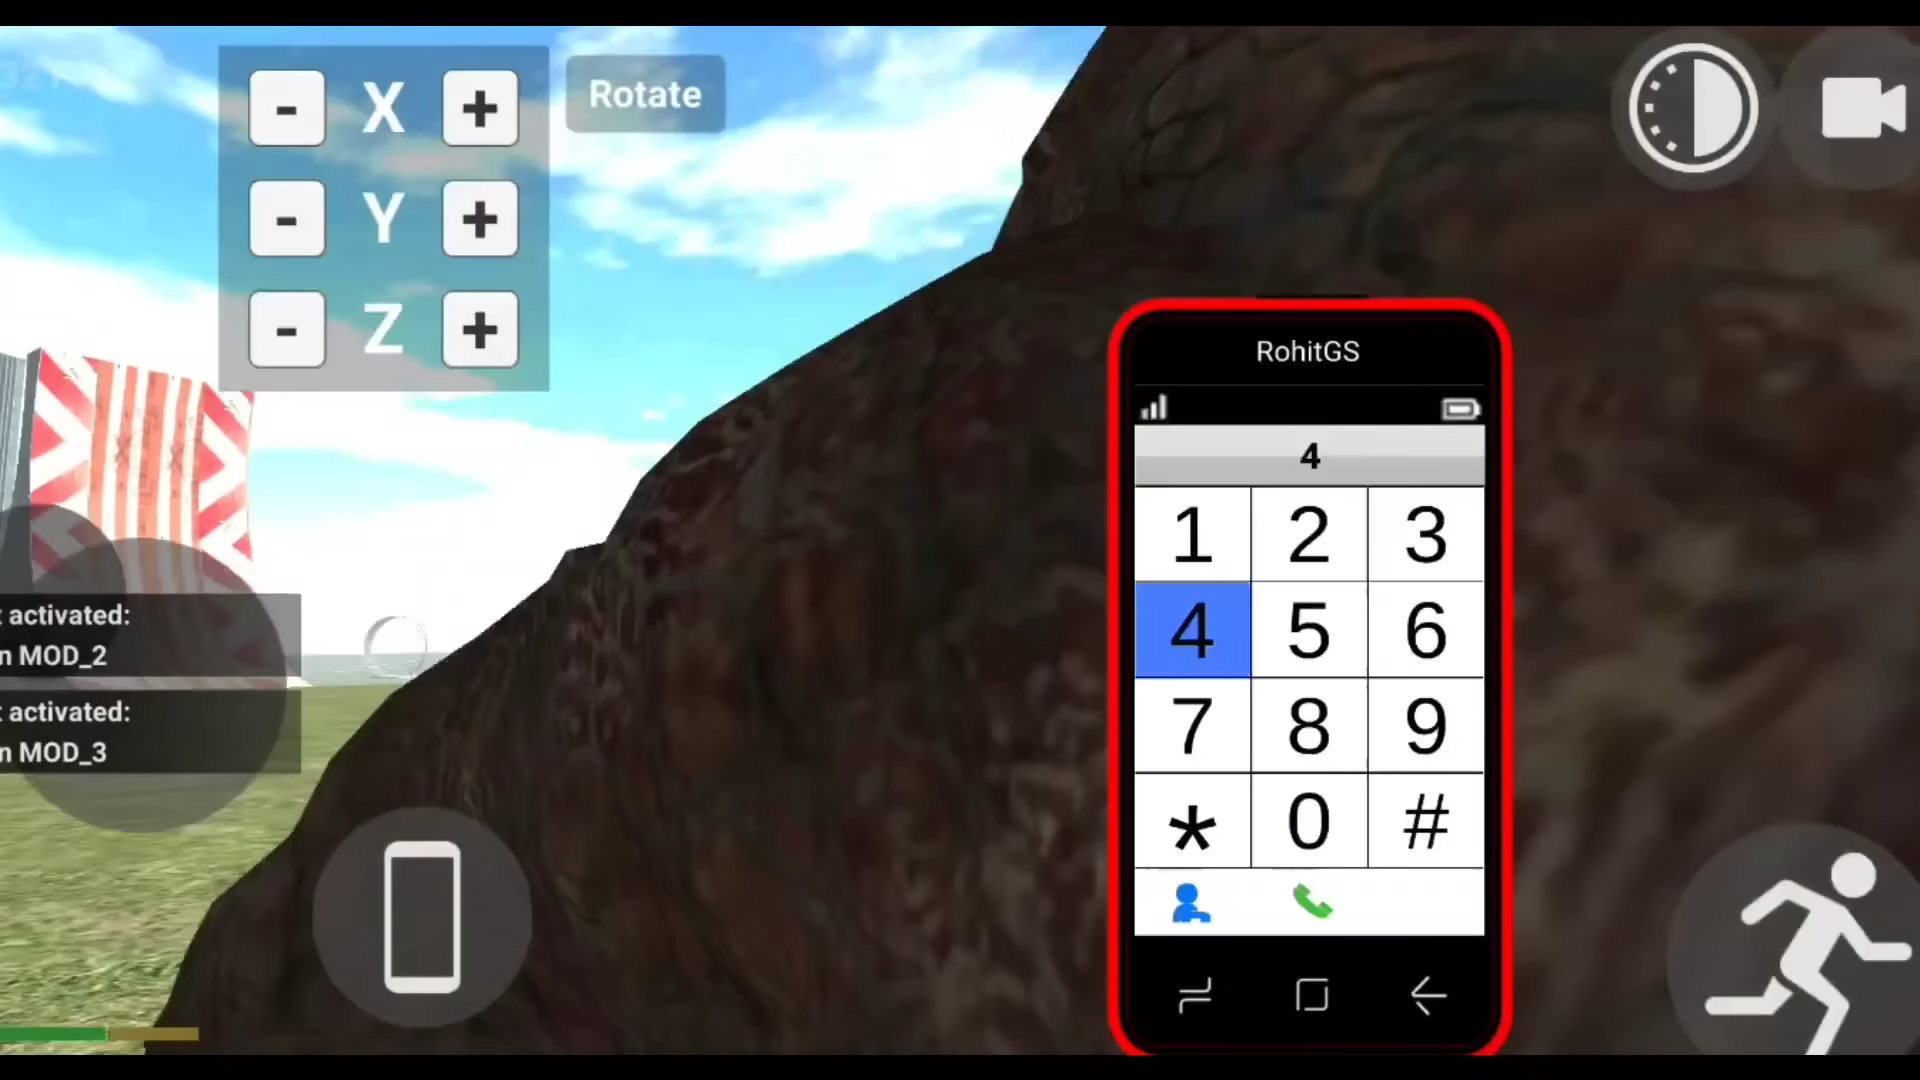 - X +
Rotate
- Y +
- Z +
RohitGS
4
1 2 3
4 5 6
7 8 9
* 0 #
activated:
n MOD_2
activated:
n MOD_3